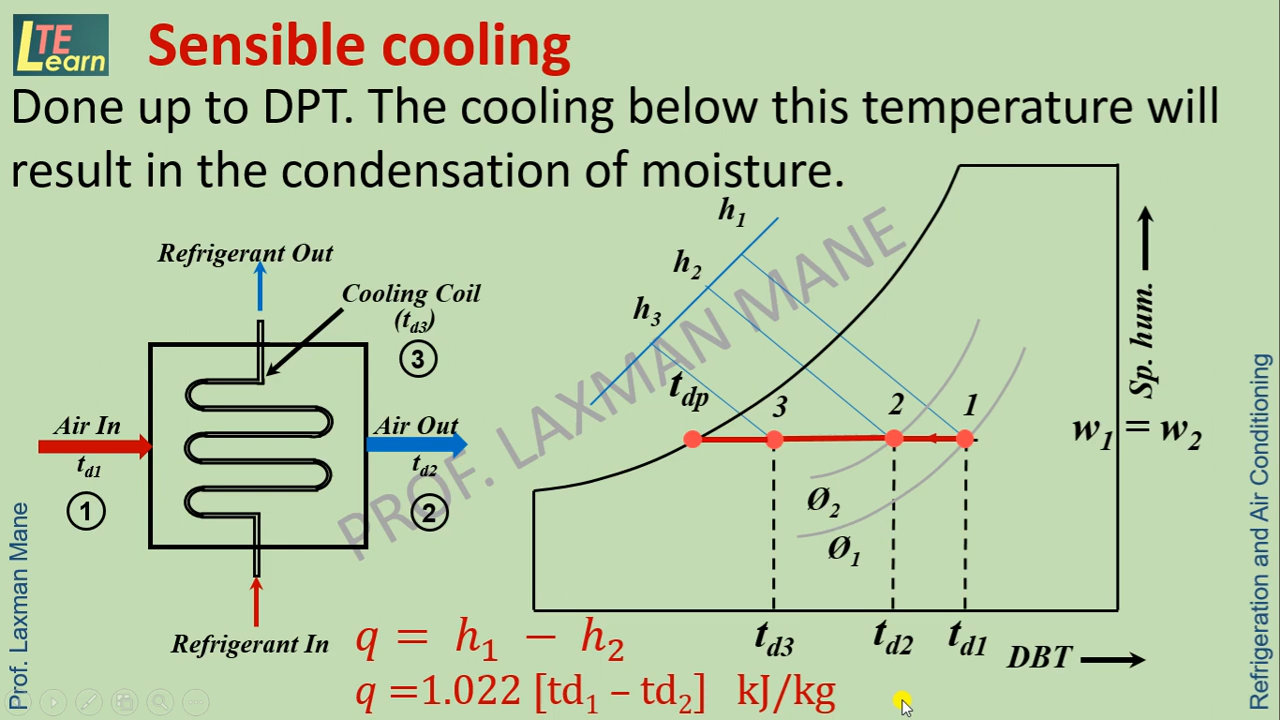 LTE Learn
Sensible cooling
Done up to DPT. The cooling below this temperature will
result in the condensation of moisture.
Refrigerant Out
Cooling Coil
(td3)
3
Air In
td1
1
Air Out
td2
2
Refrigerant In
h1
h2
h3
tdp
3
2
1
Ø2
Ø1
td3
td2
td1
DBT
Sp. hum.
w1 = w2
q = h1 – h2
q =1.022 [td1 – td2] kJ/kg
PROF. LAXMAN MANE
Prof. Laxman Mane
Refrigeration and Air Conditioning